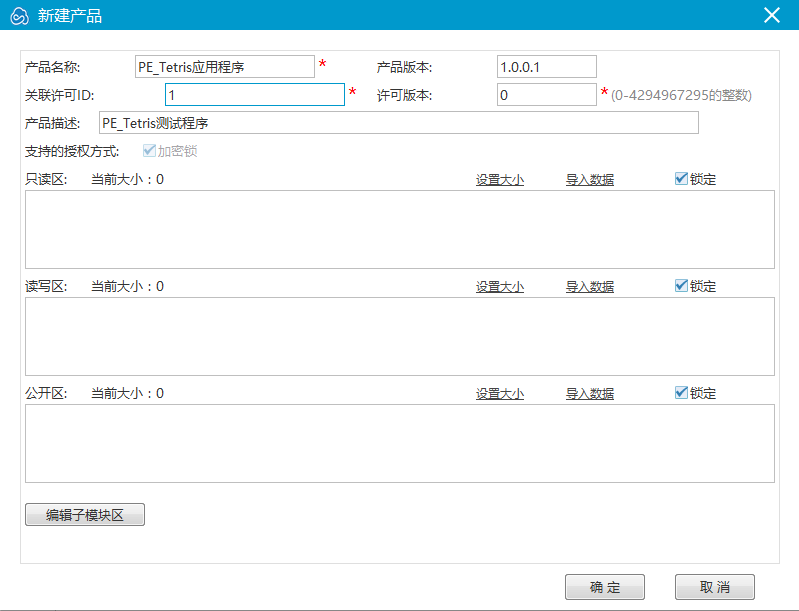 新建产品
产品名称: PE_Tetris应用程序 * 产品版本: 1.0.0.1
关联许可ID: 1 * 许可版本: 0 *(0-4294967295的整数)
产品描述: PE_Tetris测试程序
支持的授权方式: 加密锁
只读区: 当前大小：0 设置大小 导入数据 锁定
读写区: 当前大小：0 设置大小 导入数据 锁定
公开区: 当前大小：0 设置大小 导入数据 锁定
编辑子模块区
确 定 取 消